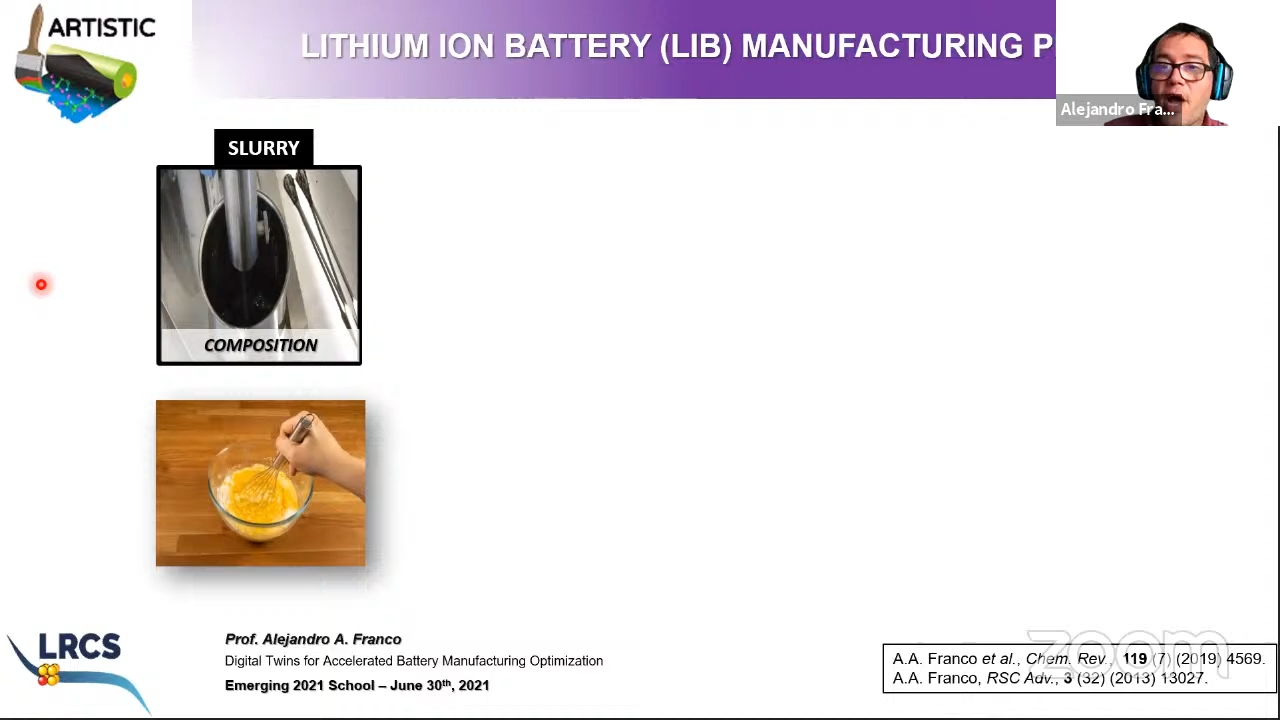 ARTISTIC
LITHIUM ION BATTERY (LIB) MANUFACTURING P
Alejandro Fra...
SLURRY
COMPOSITION
LRCS
Prof. Alejandro A. Franco
Digital Twins for Accelerated Battery Manufacturing Optimization
Emerging 2021 School – June 30th, 2021
zoom
A.A. Franco et al., Chem. Rev., 119 (7) (2019) 4569.
A.A. Franco, RSC Adv., 3 (32) (2013) 13027.